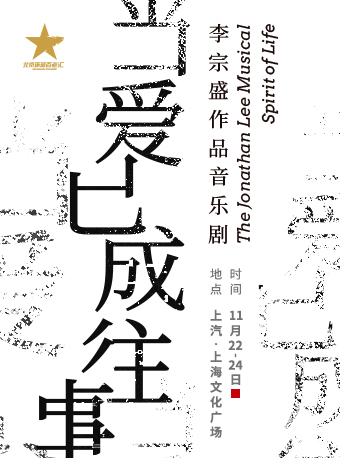 当爱已成往事
李宗盛作品音乐剧
The Jonathan Lee Musical
Spirit of Life
时间
11月22-24日
地点
上汽·上海文化广场